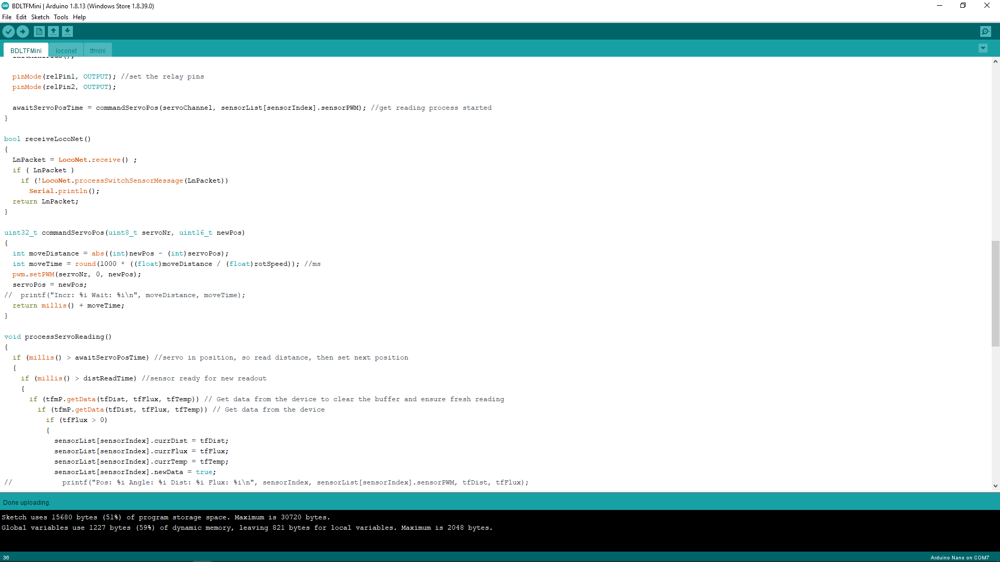 BDLTFMini | Arduino 1.8.13 (Windows Store 1.8.39.0)
File Edit Sketch Tools Help
BDLTFMini loconet tfmini
pinMode(relPin1, OUTPUT); //set the relay pins
pinMode(relPin2, OUTPUT);
awaitServoPosTime = commandServoPos(servoChannel, sensorList[sensorIndex].sensorPWM); //get reading process started
}
bool receiveLocoNet()
{
LnPacket = LocoNet.receive() ;
if ( LnPacket )
if (!LocoNet.processSwitchSensorMessage(LnPacket))
Serial.println();
return LnPacket;
}
uint32_t commandServoPos(uint8_t servoNr, uint16_t newPos)
{
int moveDistance = abs((int)newPos - (int)servoPos);
int moveTime = round(1000 * ((float)moveDistance / (float)rotSpeed)); //ms
pwm.setPWM(servoNr, 0, newPos);
servoPos = newPos;
//  printf("Incr: %i Wait: %i\n", moveDistance, moveTime);
return millis() + moveTime;
}
void processServoReading()
{
if (millis() > awaitServoPosTime) //servo in position, so read distance, then set next position
{
if (millis() > distReadTime) //sensor ready for new readout
{
if (tfmP.getData(tfDist, tfFlux, tfTemp)) // Get data from the device to clear the buffer and ensure fresh reading
if (tfmP.getData(tfDist, tfFlux, tfTemp)) // Get data from the device
if (tfFlux > 0)
{
sensorList[sensorIndex].currDist = tfDist;
sensorList[sensorIndex].currFlux = tfFlux;
sensorList[sensorIndex].currTemp = tfTemp;
sensorList[sensorIndex].newData = true;
//            printf("Pos: %i Angle: %i Dist: %i Flux: %i\n", sensorIndex, sensorList[sensorIndex].sensorPWM, tfDist, tfFlux);
Done uploading.
Sketch uses 15680 bytes (51%) of program storage space. Maximum is 30720 bytes.
Global variables use 1227 bytes (59%) of dynamic memory, leaving 821 bytes for local variables. Maximum is 2048 bytes.
36 Arduino Nano on COM7